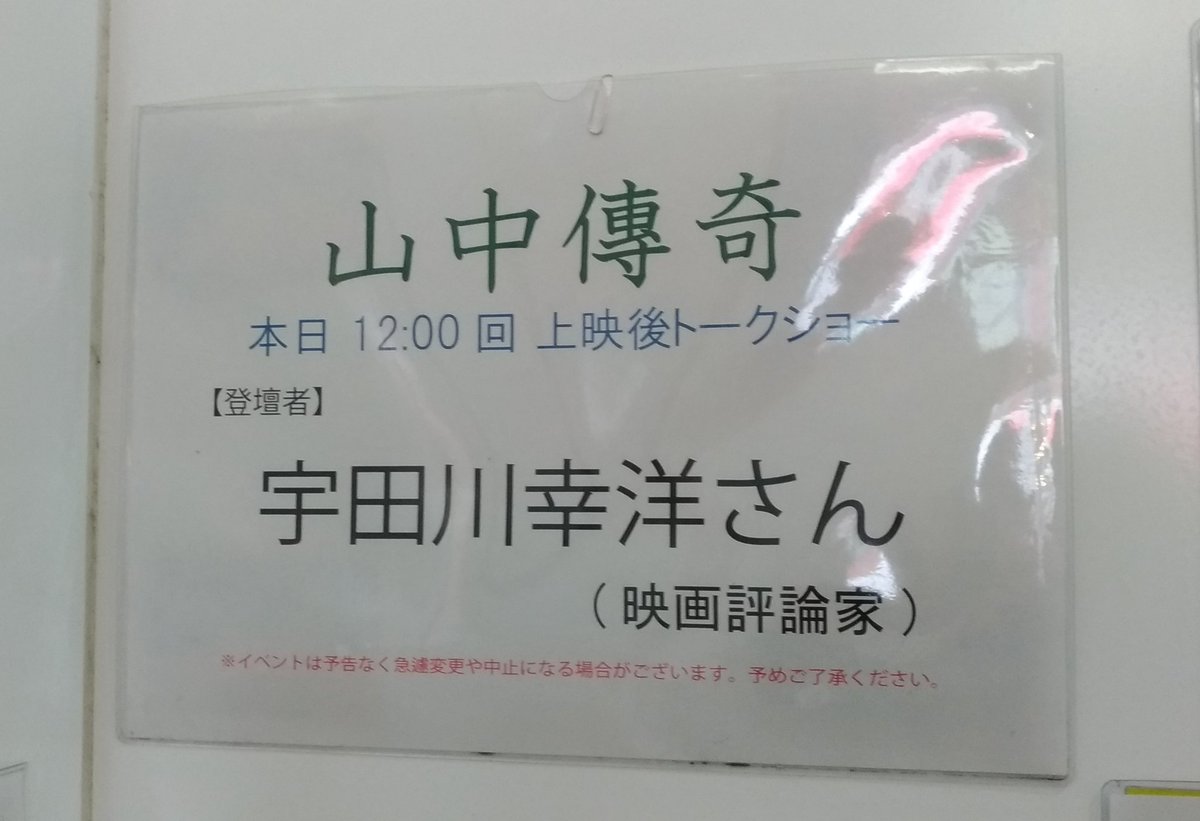 山中傳奇
本日 12:00 回 上映後トークショー
【登壇者】
宇田川幸洋さん
(映画評論家)
※イベントは予告なく急遽変更や中止になる場合がございます。予めご了承ください。